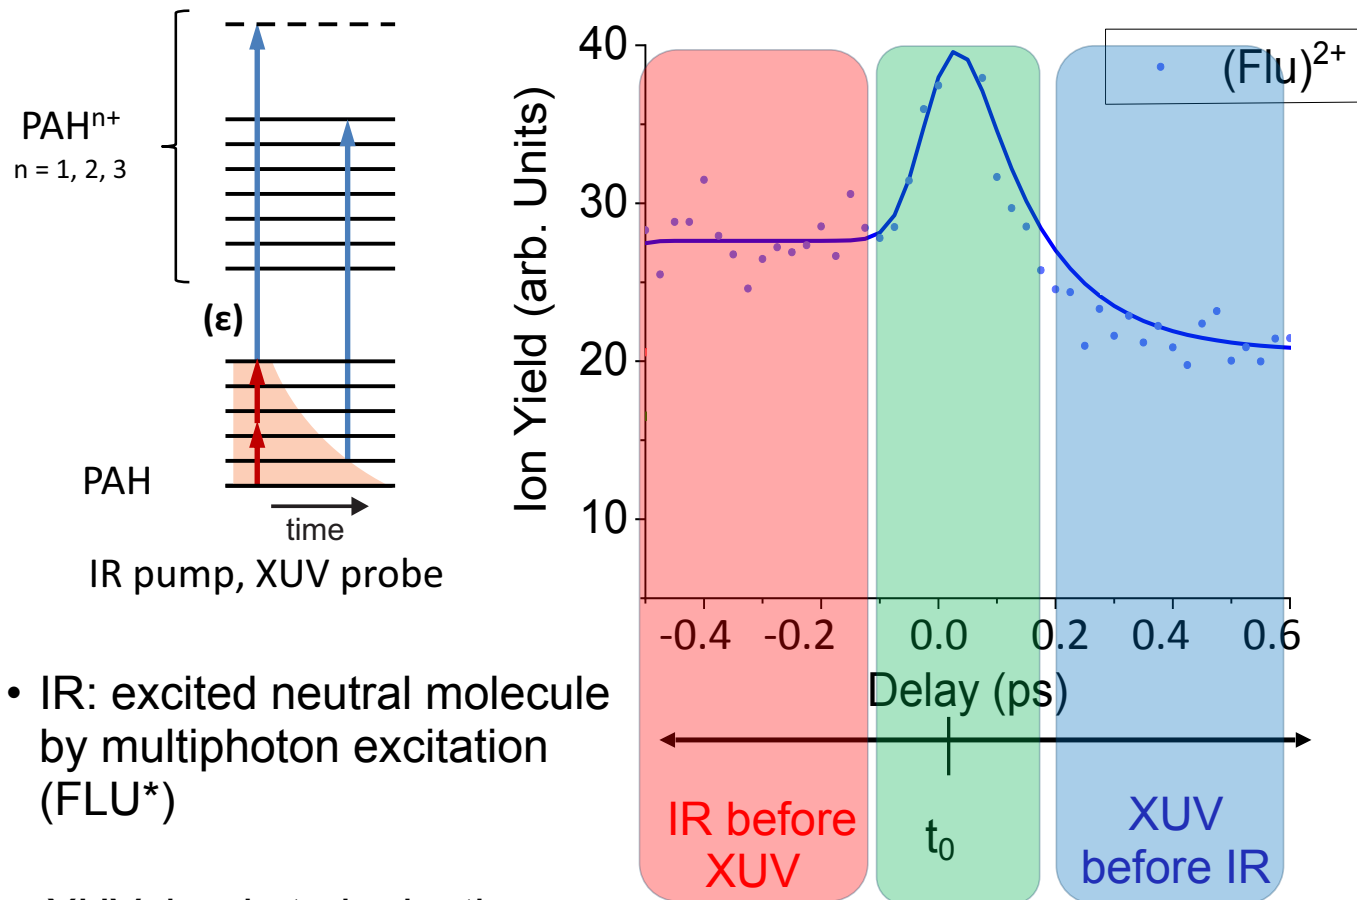 PAHⁿ⁺
n = 1, 2, 3
(ε)
PAH
time
IR pump, XUV probe
• IR: excited neutral molecule
by multiphoton excitation
(FLU*)
Ion Yield (arb. Units)
40
30
20
10
(Flu)²⁺
-0.4 -0.2 0.0 0.2 0.4 0.6
Delay (ps)
IR before
XUV
t₀
XUV
before IR